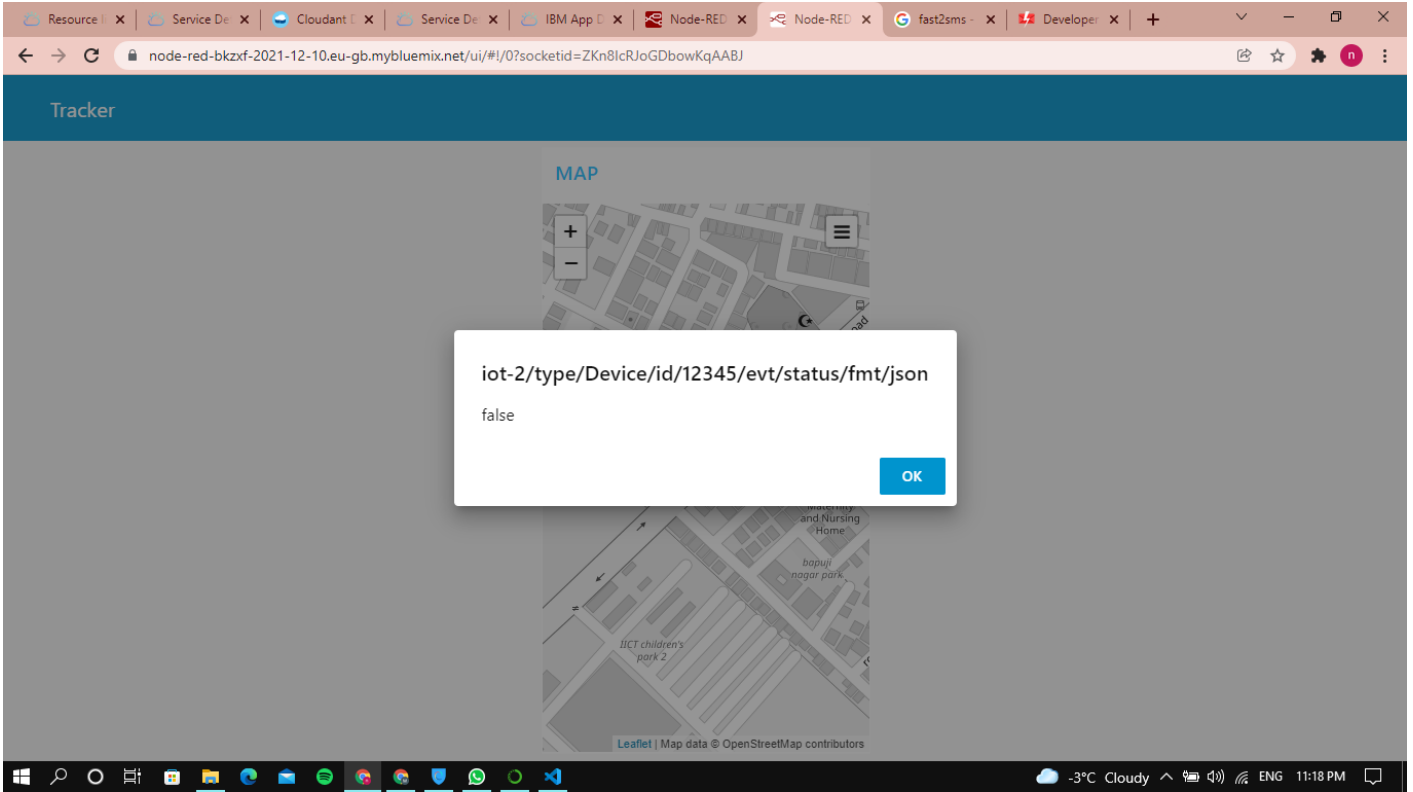 Resource
Service De
Cloudant
Service De
IBM App D
Node-RED
Node-RED
fast2sms -
Developer
node-red-bkzxf-2021-12-10.eu-gb.mybluemix.net/ui/#!/0?socketid=ZKn8IcRJoGDbowKqAABJ
n
Tracker
MAP
+
−
iot-2/type/Device/id/12345/evt/status/fmt/json
false
OK
and Nursing
Home
bapuji
nagar park
IICT children's
park 2
Leaflet | Map data © OpenStreetMap contributors
-3°C Cloudy
ENG
11:18 PM